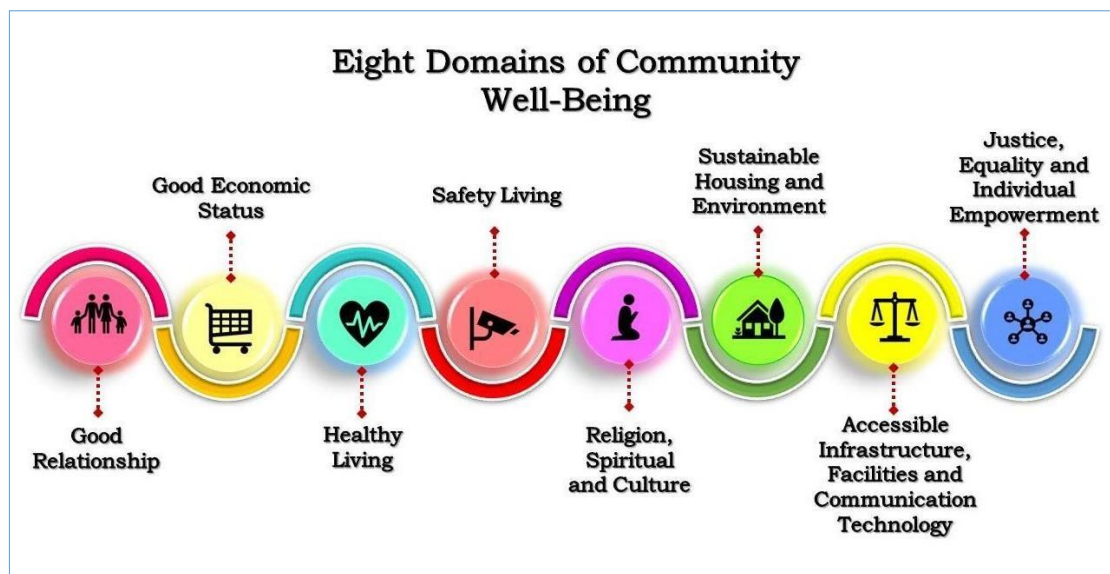 Eight Domains of Community
Well-Being
Good
Relationship
Good Economic
Status
Healthy
Living
Safety Living
Religion,
Spiritual
and Culture
Sustainable
Housing and
Environment
Accessible
Infrastructure,
Facilities and
Communication
Technology
Justice,
Equality and
Individual
Empowerment